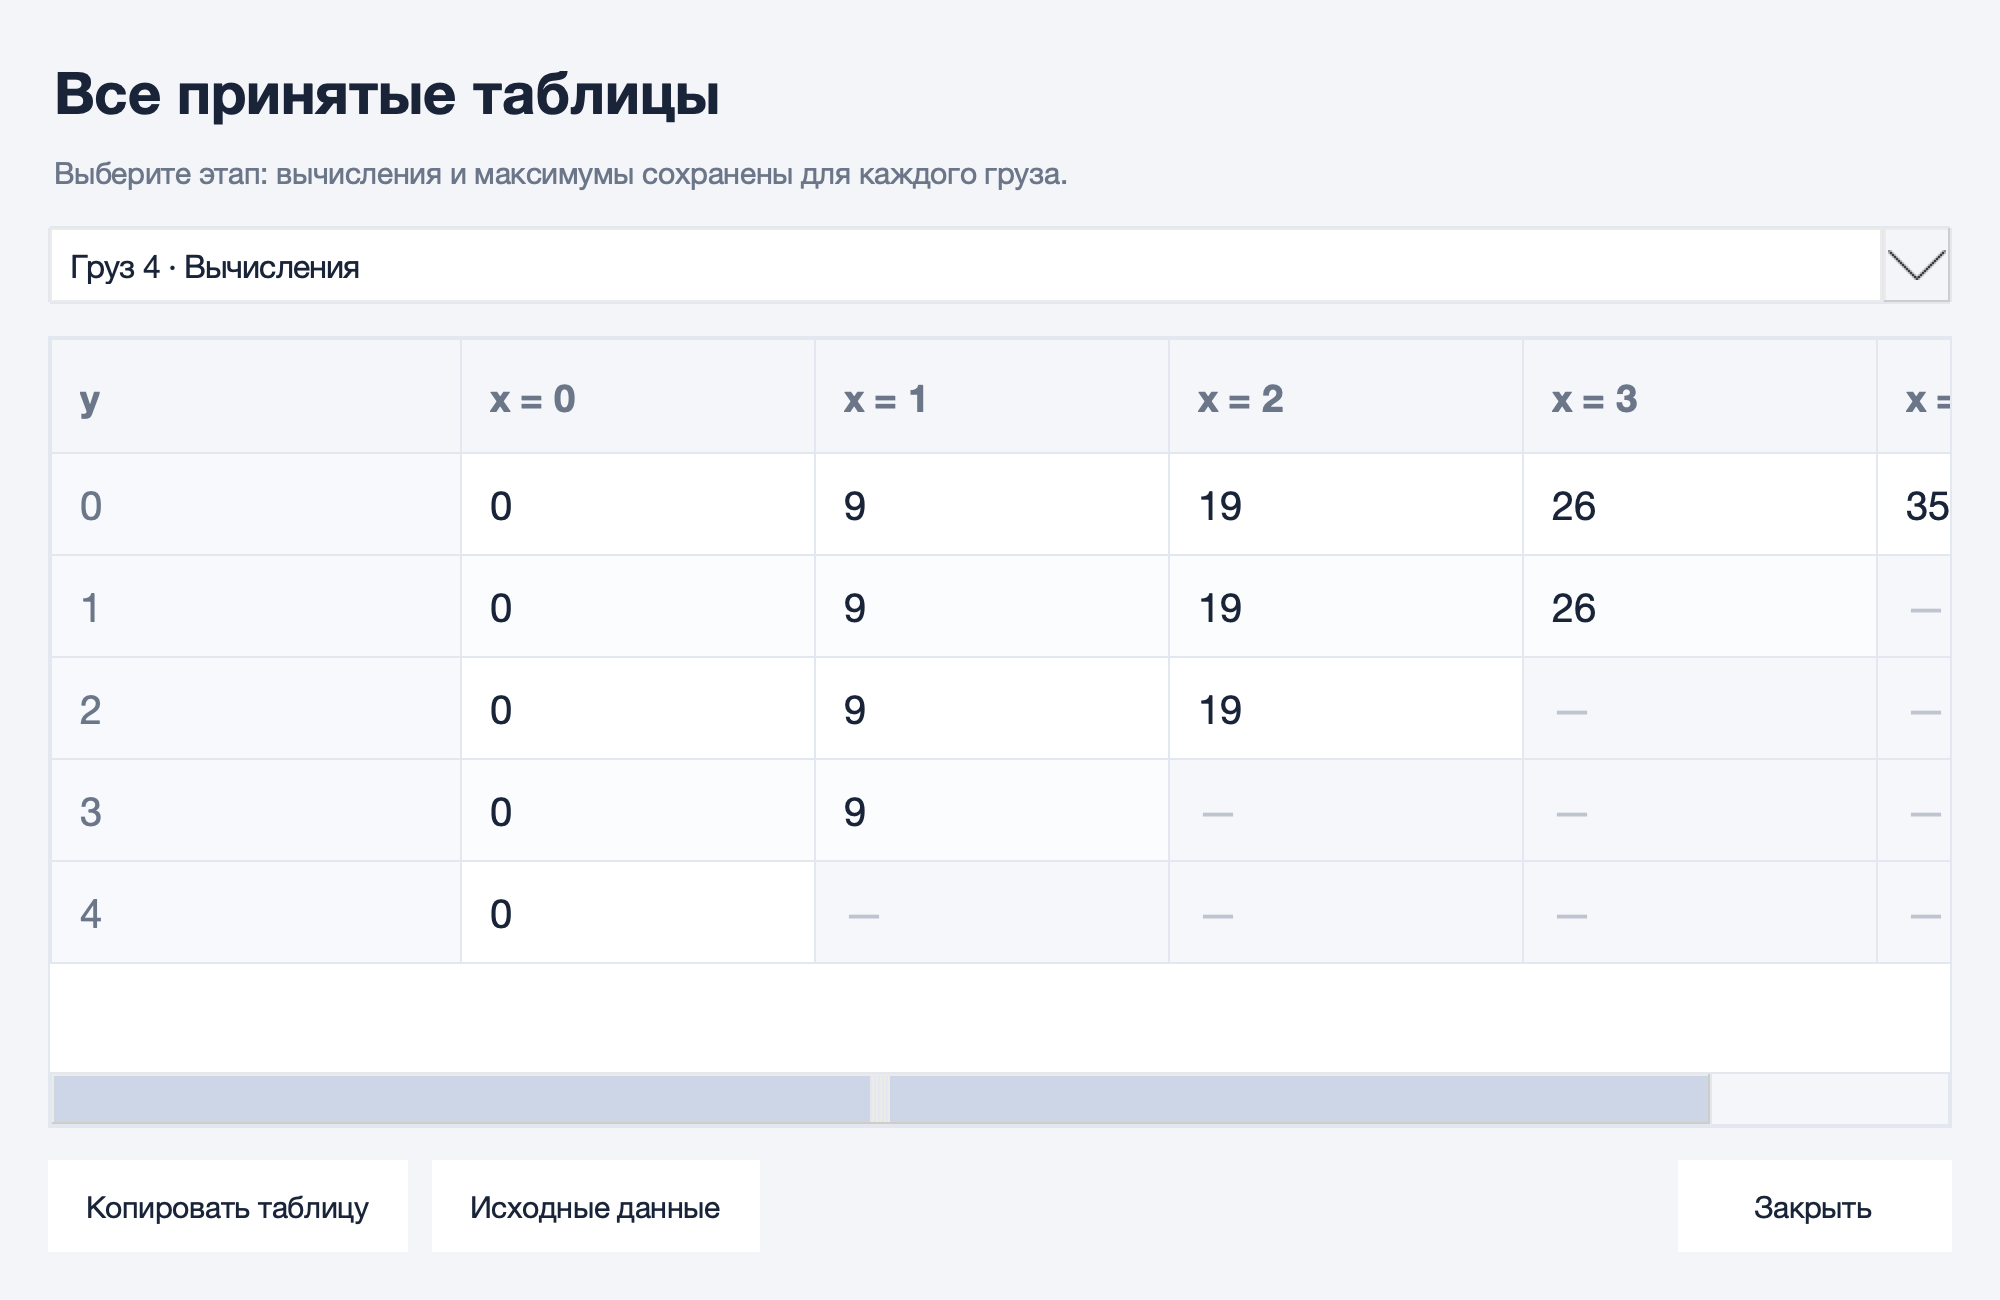 Все принятые таблицы
Выберите этап: вычисления и максимумы сохранены для каждого груза.
Груз 4 · Вычисления
y x = 0 x = 1 x = 2 x = 3 x =
0 0 9 19 26 35
1 0 9 19 26 —
2 0 9 19 — —
3 0 9 — — —
4 0 — — — —
Копировать таблицу Исходные данные Закрыть